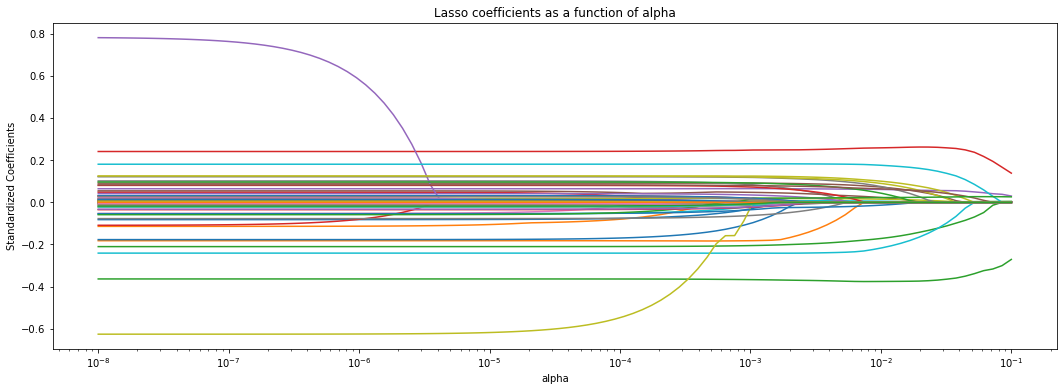 Lasso coefficients as a function of alpha
Standardized Coefficients
0.8
0.6
0.4
0.2
0.0
−0.2
−0.4
−0.6
10⁻⁸ 10⁻⁷ 10⁻⁶ 10⁻⁵ 10⁻⁴ 10⁻³ 10⁻² 10⁻¹
alpha